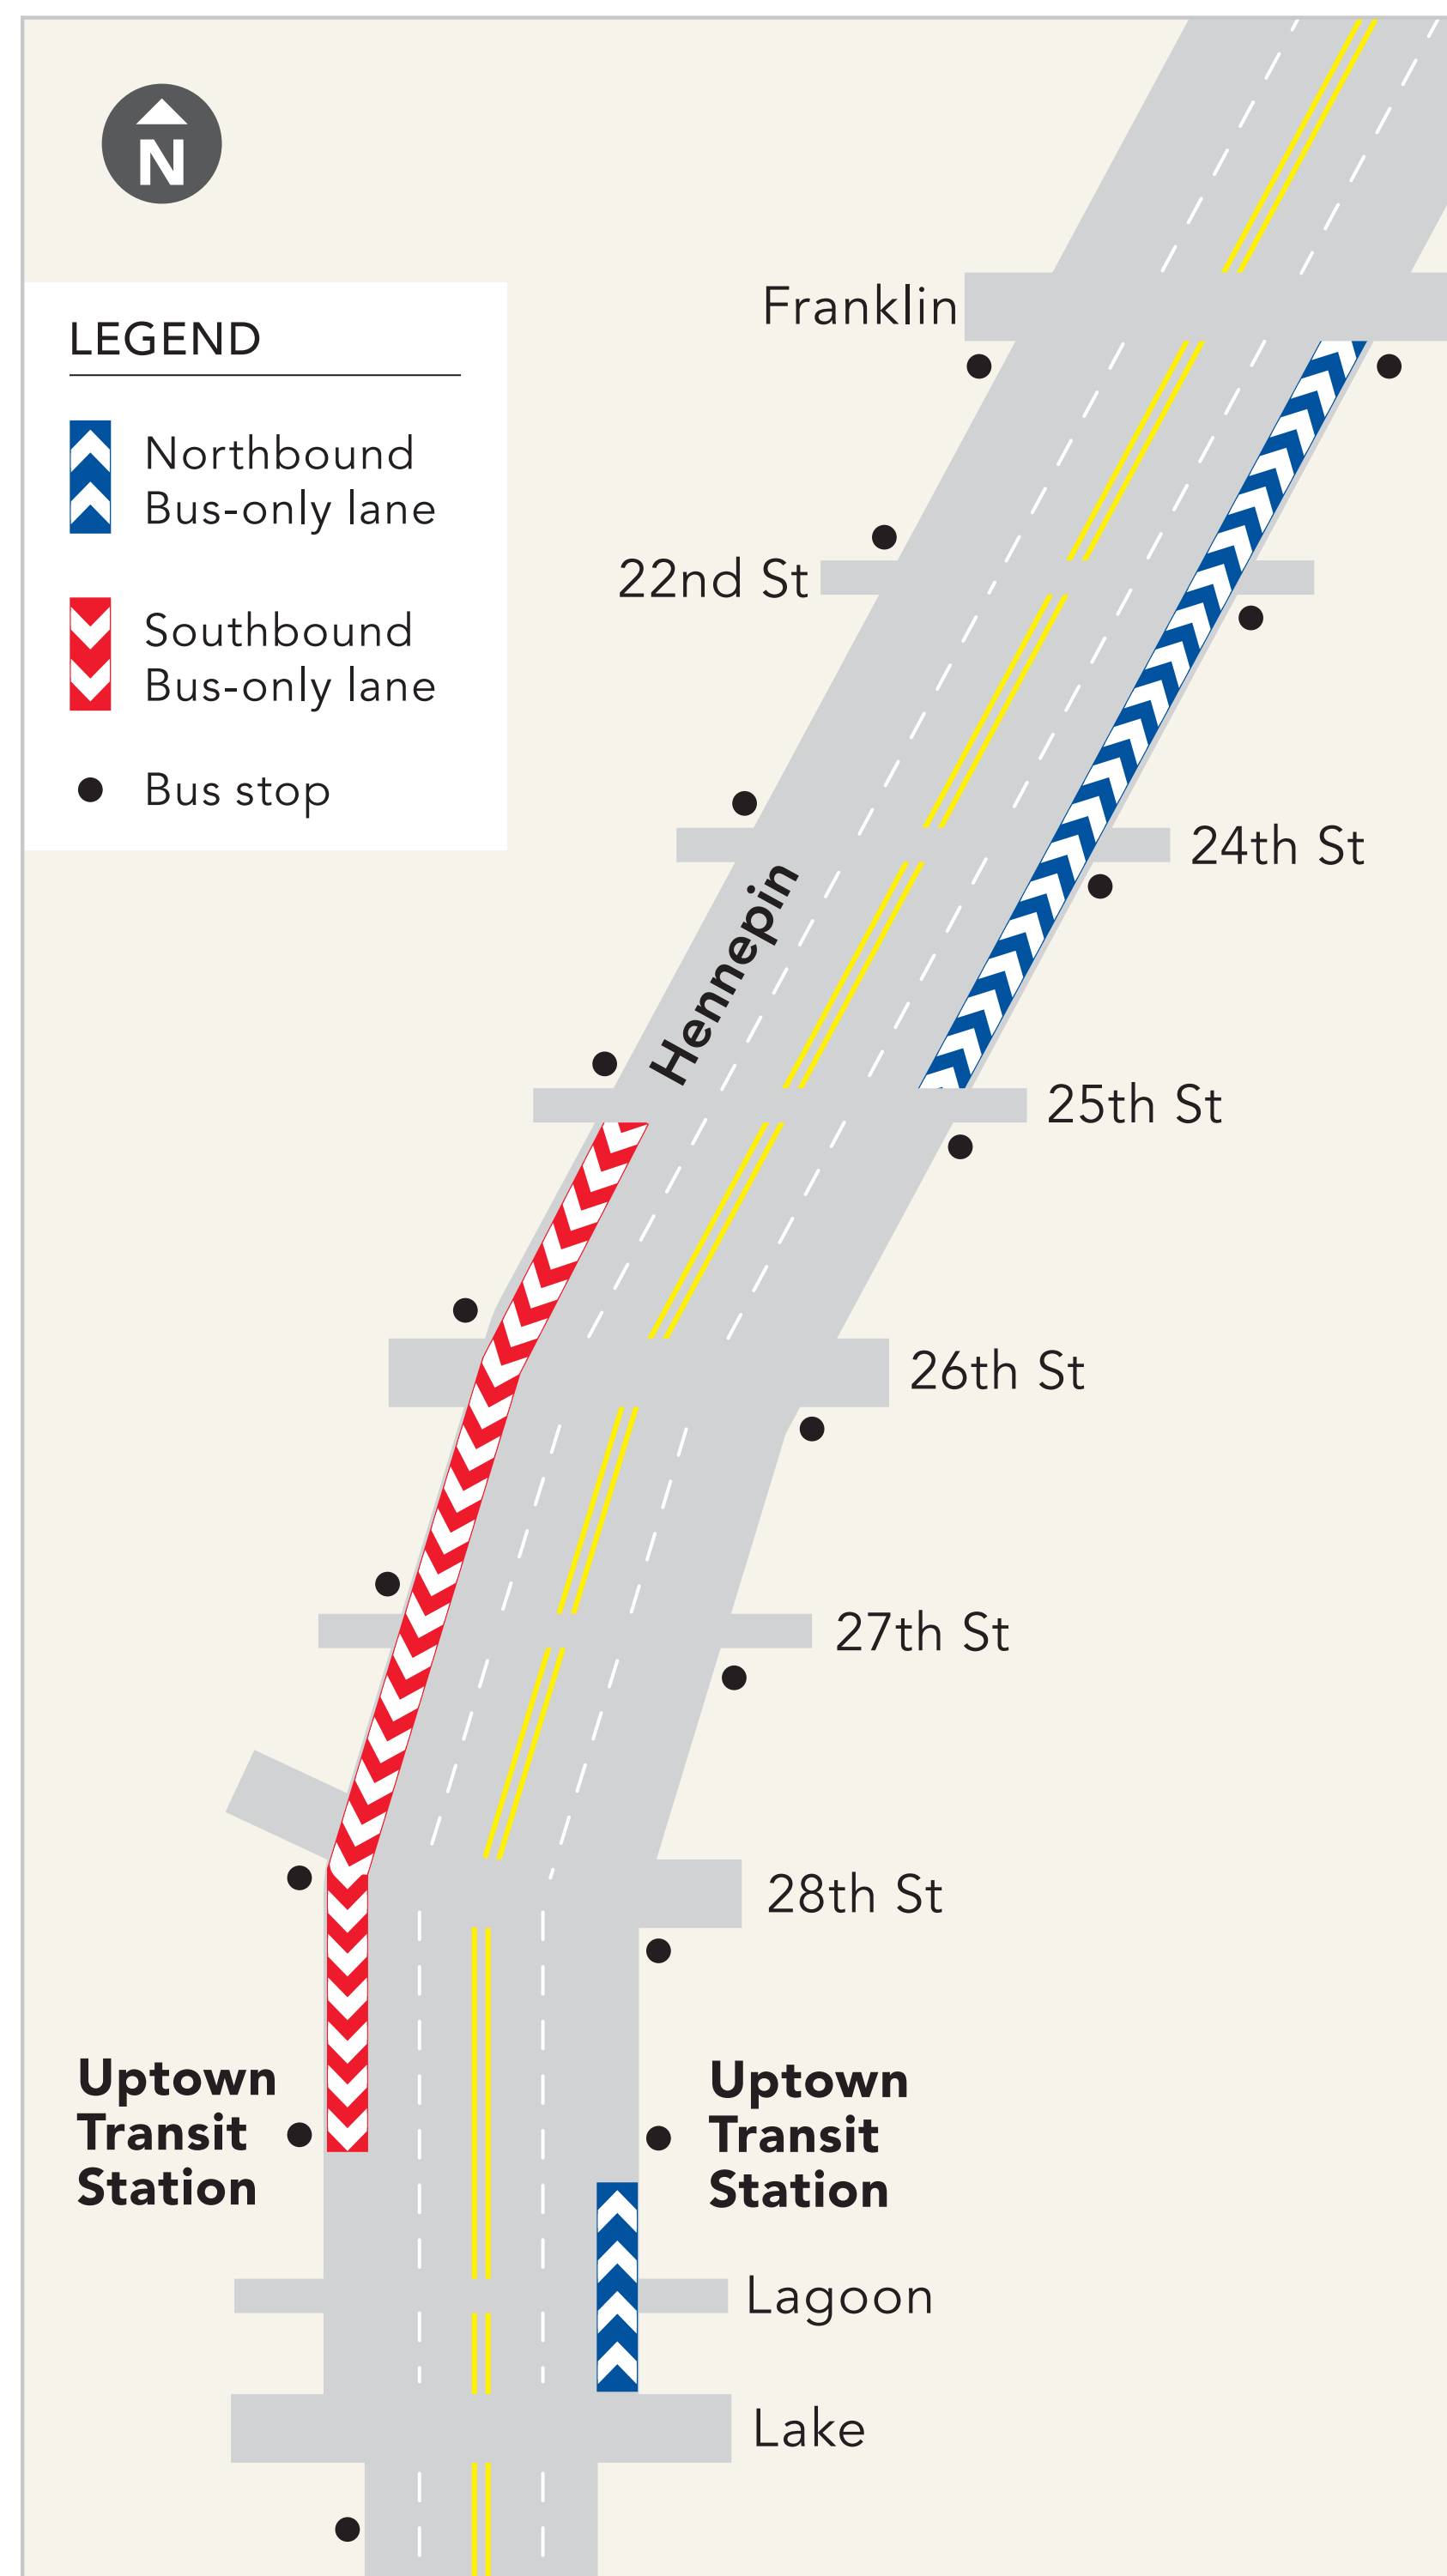 N
LEGEND
Northbound
Bus-only lane
Southbound
Bus-only lane
Bus stop
Franklin
22nd St
24th St
Hennepin
25th St
26th St
27th St
28th St
Uptown
Transit
Station
Uptown
Transit
Station
Lagoon
Lake